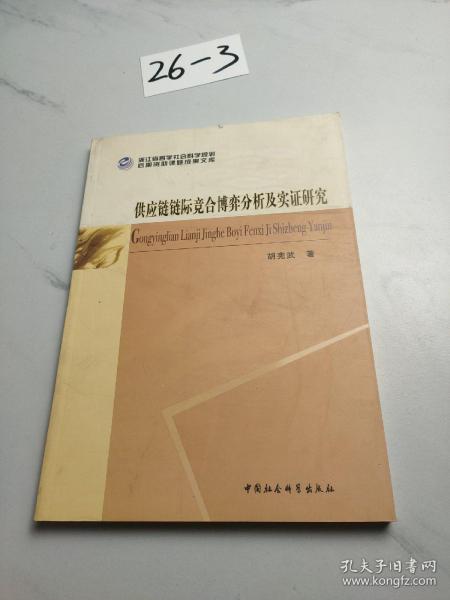 26-3
浙江省哲学社会科学规划
后期资助课题成果文库
供应链链际竞合博弈分析及实证研究
Gongyinglian Lianji Jinghe Boyi Fenxi Ji Shizheng Yanjiu
胡宪武 著
中国社会科学出版社
孔夫子旧书网
www.kongfz.com